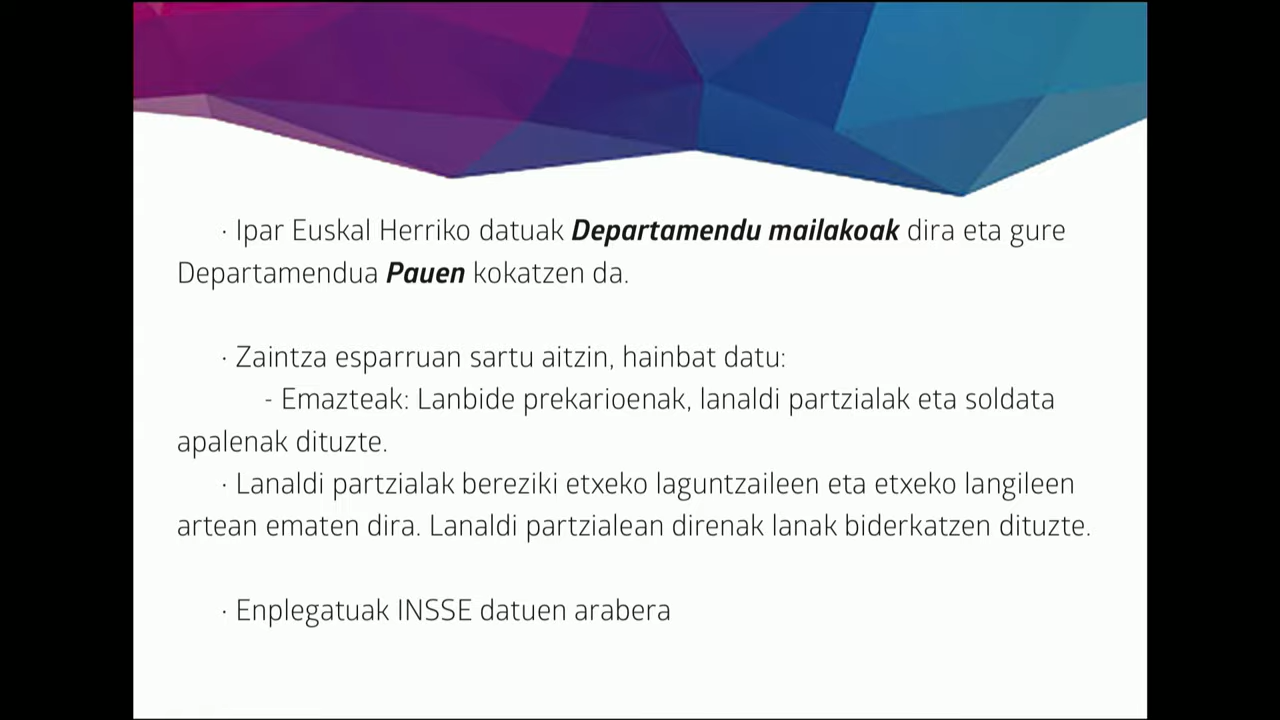 · Ipar Euskal Herriko datuak Departamendu mailakoak dira eta gure
Departamendua Pauen kokatzen da.
· Zaintza esparruan sartu aitzin, hainbat datu:
- Emazteak: Lanbide prekarioenak, lanaldi partzialak eta soldata
apalenak dituzte.
· Lanaldi partzialak bereziki etxeko laguntzaileen eta etxeko langileen
artean ematen dira. Lanaldi partzialean direnak lanak biderkatzen dituzte.
· Enplegatuak INSSE datuen arabera